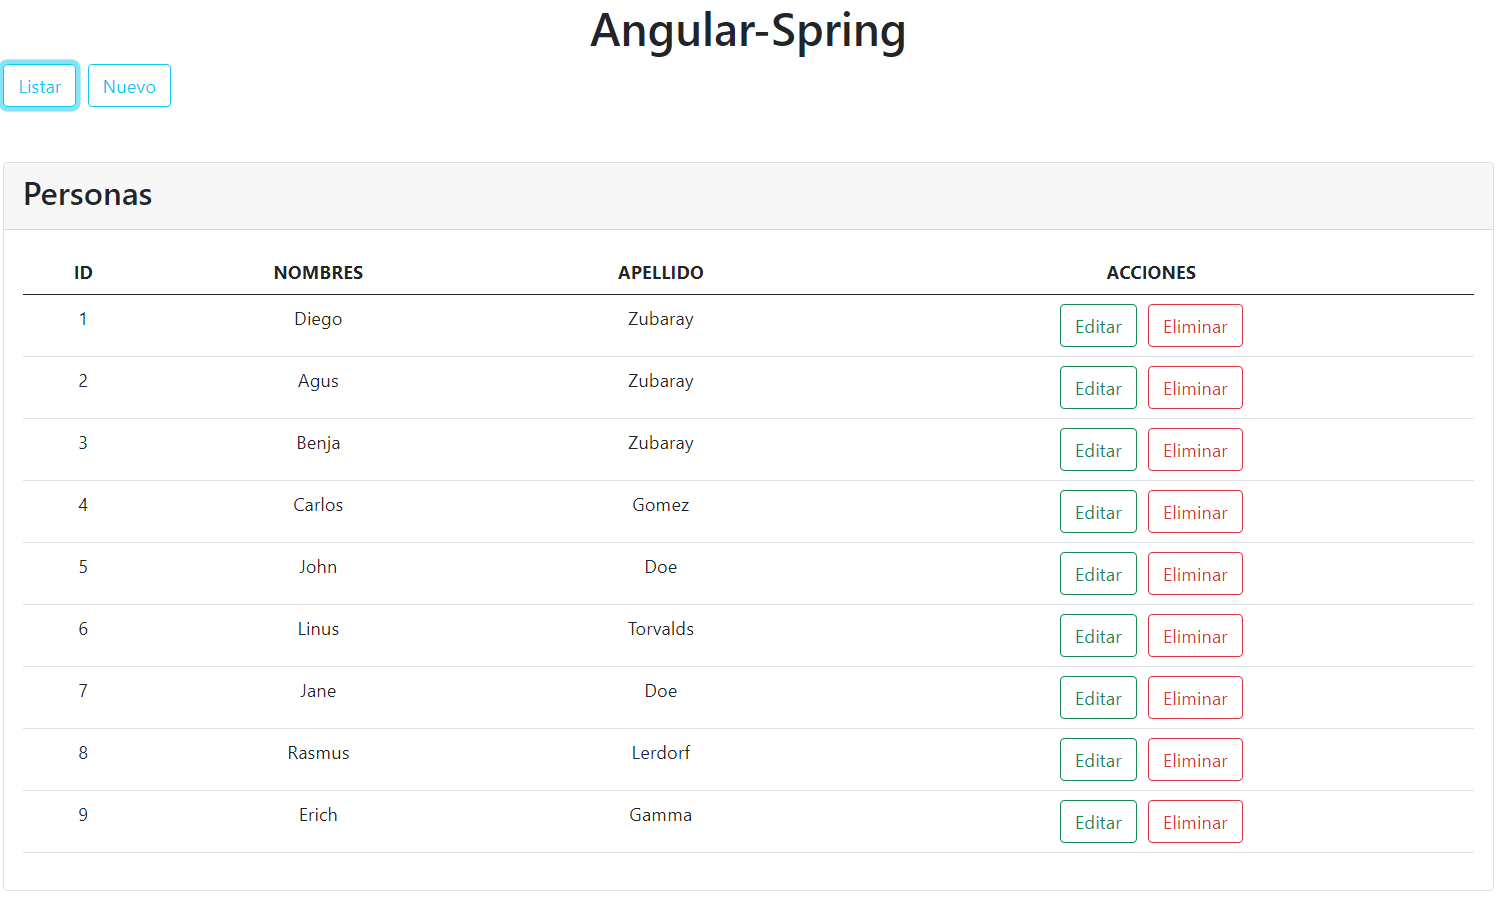 Angular-Spring
Listar Nuevo
Personas
ID NOMBRES APELLIDO ACCIONES
1 Diego Zubaray Editar Eliminar
2 Agus Zubaray Editar Eliminar
3 Benja Zubaray Editar Eliminar
4 Carlos Gomez Editar Eliminar
5 John Doe Editar Eliminar
6 Linus Torvalds Editar Eliminar
7 Jane Doe Editar Eliminar
8 Rasmus Lerdorf Editar Eliminar
9 Erich Gamma Editar Eliminar